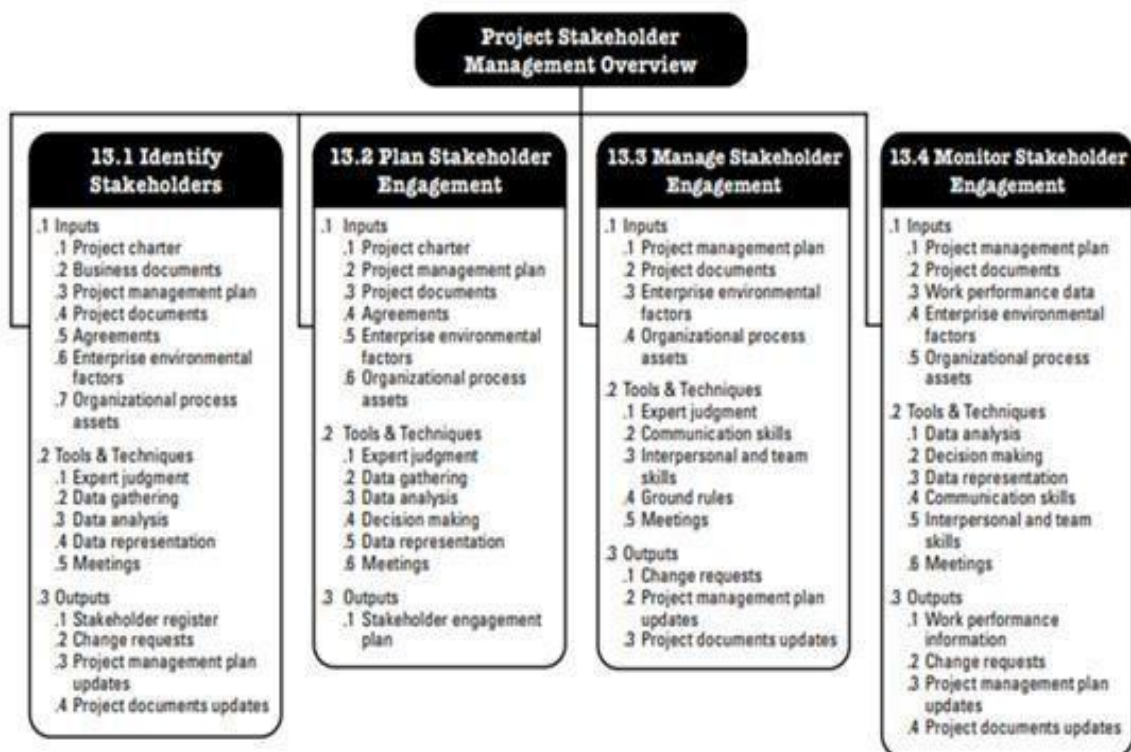 Project Stakeholder
Management Overview
13.1 Identify
Stakeholders
.1 Inputs
.1 Project charter
.2 Business documents
.3 Project management plan
.4 Project documents
.5 Agreements
.6 Enterprise environmental
factors
.7 Organizational process
assets
.2 Tools & Techniques
.1 Expert judgment
.2 Data gathering
.3 Data analysis
.4 Data representation
.5 Meetings
.3 Outputs
.1 Stakeholder register
.2 Change requests
.3 Project management plan
updates
.4 Project documents updates
13.2 Plan Stakeholder
Engagement
.1 Inputs
.1 Project charter
.2 Project management plan
.3 Project documents
.4 Agreements
.5 Enterprise environmental
factors
.6 Organizational process
assets
.2 Tools & Techniques
.1 Expert judgment
.2 Data gathering
.3 Data analysis
.4 Decision making
.5 Data representation
.6 Meetings
.3 Outputs
.1 Stakeholder engagement
plan
13.3 Manage Stakeholder
Engagement
.1 Inputs
.1 Project management plan
.2 Project documents
.3 Enterprise environmental
factors
.4 Organizational process
assets
.2 Tools & Techniques
.1 Expert judgment
.2 Communication skills
.3 Interpersonal and team
skills
.4 Ground rules
.5 Meetings
.3 Outputs
.1 Change requests
.2 Project management plan
updates
.3 Project documents updates
13.4 Monitor Stakeholder
Engagement
.1 Inputs
.1 Project management plan
.2 Project documents
.3 Work performance data
.4 Enterprise environmental
factors
.5 Organizational process
assets
.2 Tools & Techniques
.1 Data analysis
.2 Decision making
.3 Data representation
.4 Communication skills
.5 Interpersonal and team
skills
.6 Meetings
.3 Outputs
.1 Work performance
information
.2 Change requests
.3 Project management plan
updates
.4 Project documents updates